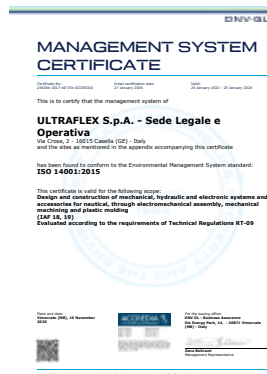 DNV·GL
MANAGEMENT SYSTEM
CERTIFICATE
Certificate No:
Initial certification date:
Valid:
27 January 2006
26 January 2021 - 25 January 2024
This is to certify that the management system of
ULTRAFLEX S.p.A. - Sede Legale e
Operativa
Via Crose, 2 - 16015 Casella (GE) - Italy
and the sites as mentioned in the appendix accompanying this certificate
has been found to conform to the Environmental Management System standard:
ISO 14001:2015
This certificate is valid for the following scope:
Design and construction of mechanical, hydraulic and electronic systems and
accessories for nautical, through electromechanical assembly, mechanical
machining and plastic molding
(IAF 18, 19)
Evaluated according to the requirements of Technical Regulations RT-09
Place and date:
Vimercate (MB), 16 November
2020
For the issuing office:
DNV GL - Business Assurance
Via Energy Park, 14, - 20871 Vimercate
(MB) - Italy
Zeno Beltrami
Management Representative